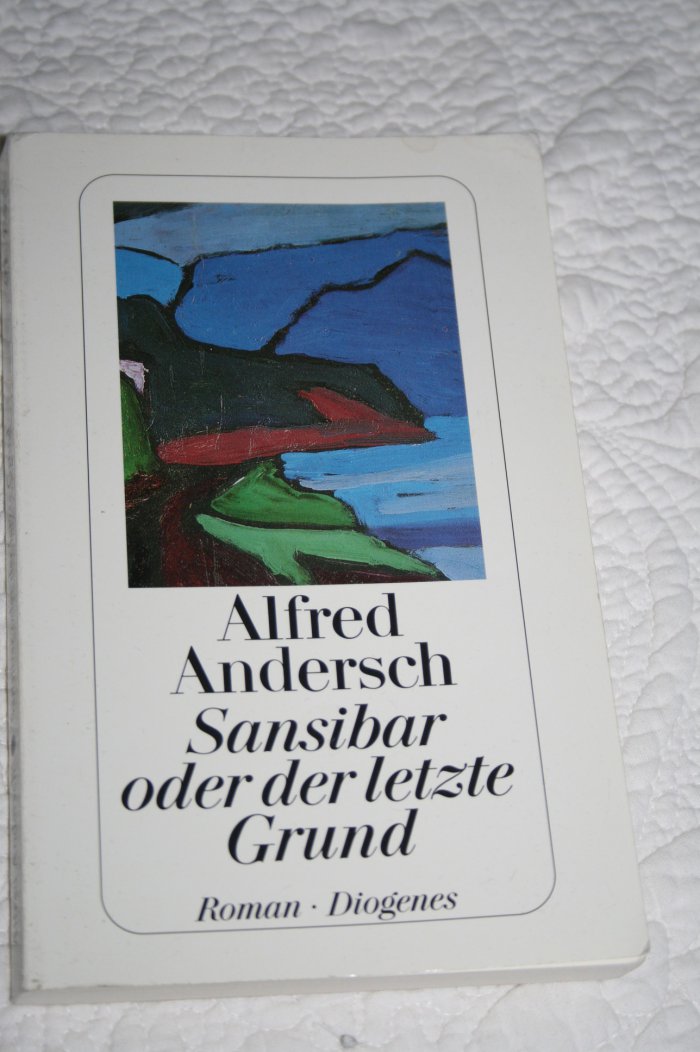 Alfred
Andersch
Sansibar
oder der letzte
Grund
Roman · Diogenes